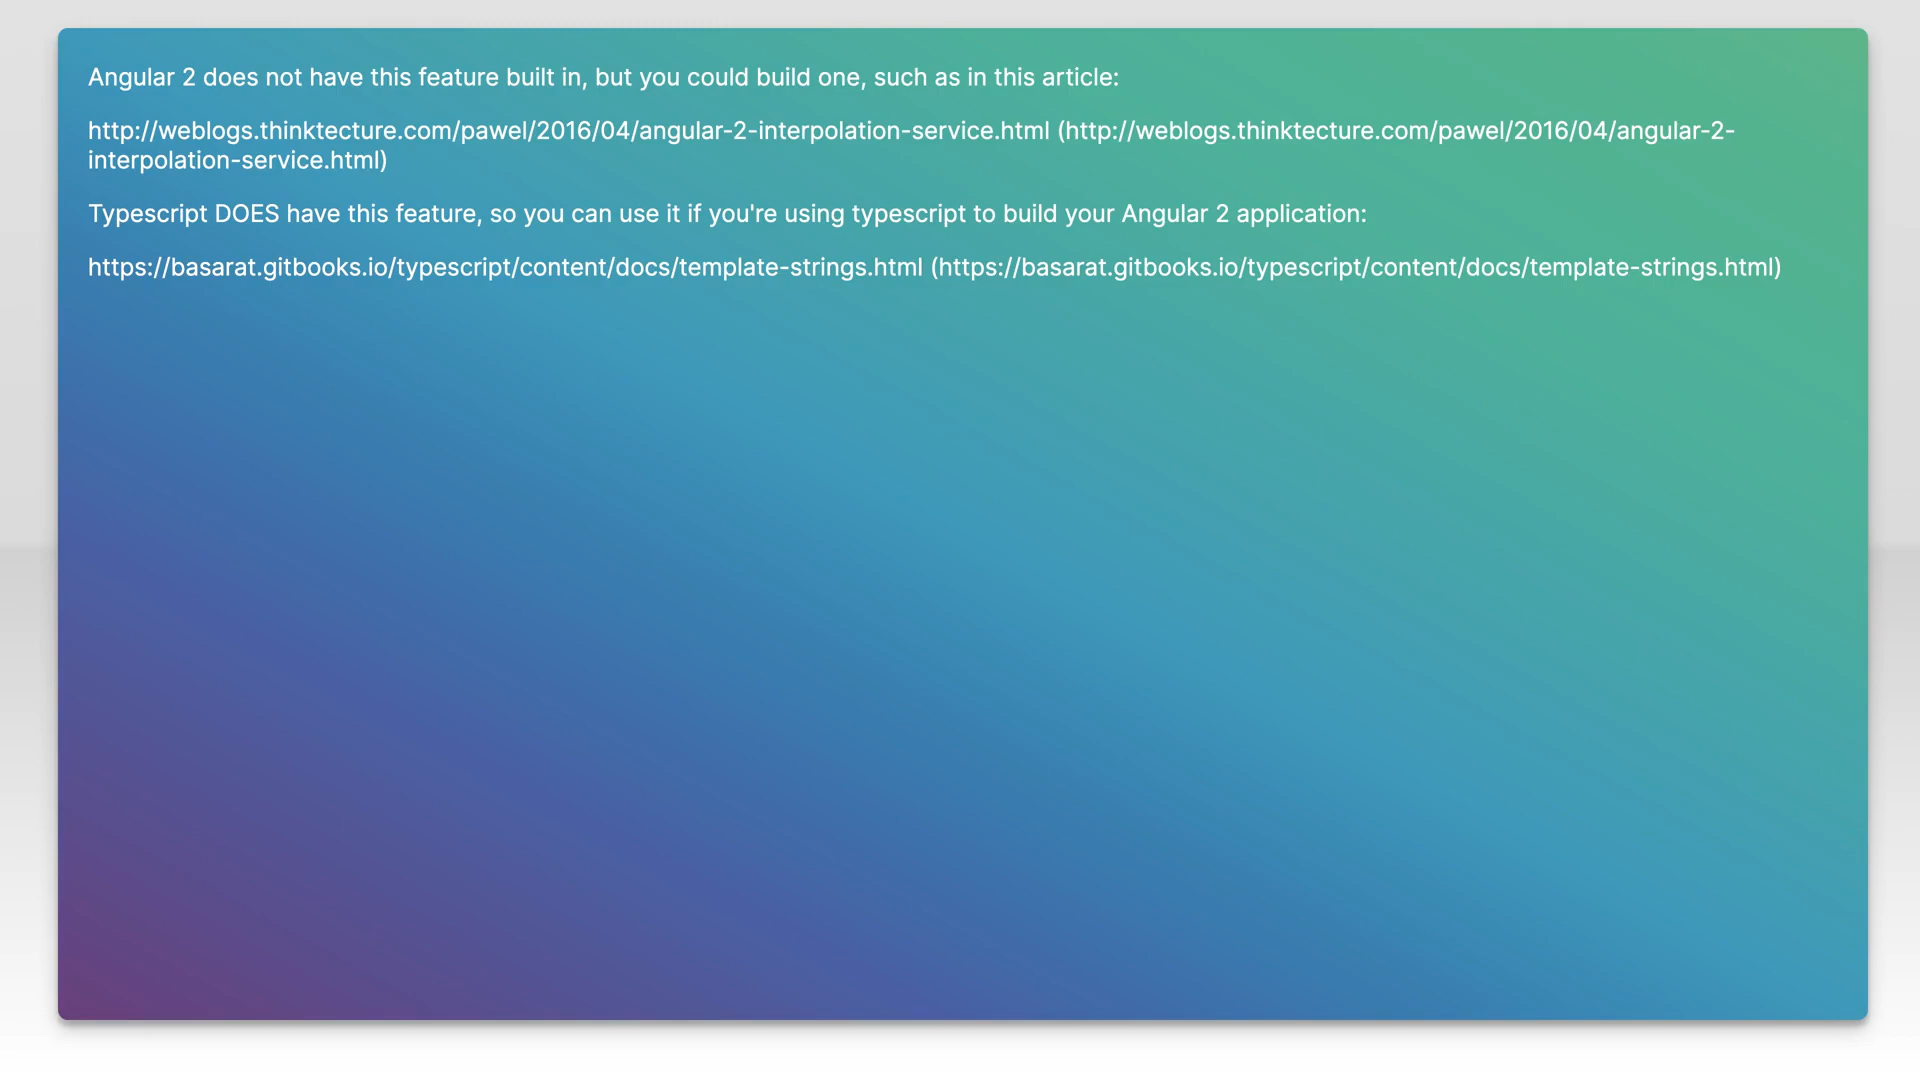 Angular 2 does not have this feature built in, but you could build one, such as in this article:
http://weblogs.thinktecture.com/pawel/2016/04/angular-2-interpolation-service.html (http://weblogs.thinktecture.com/pawel/2016/04/angular-2-
interpolation-service.html)
Typescript DOES have this feature, so you can use it if you're using typescript to build your Angular 2 application:
https://basarat.gitbooks.io/typescript/content/docs/template-strings.html (https://basarat.gitbooks.io/typescript/content/docs/template-strings.html)